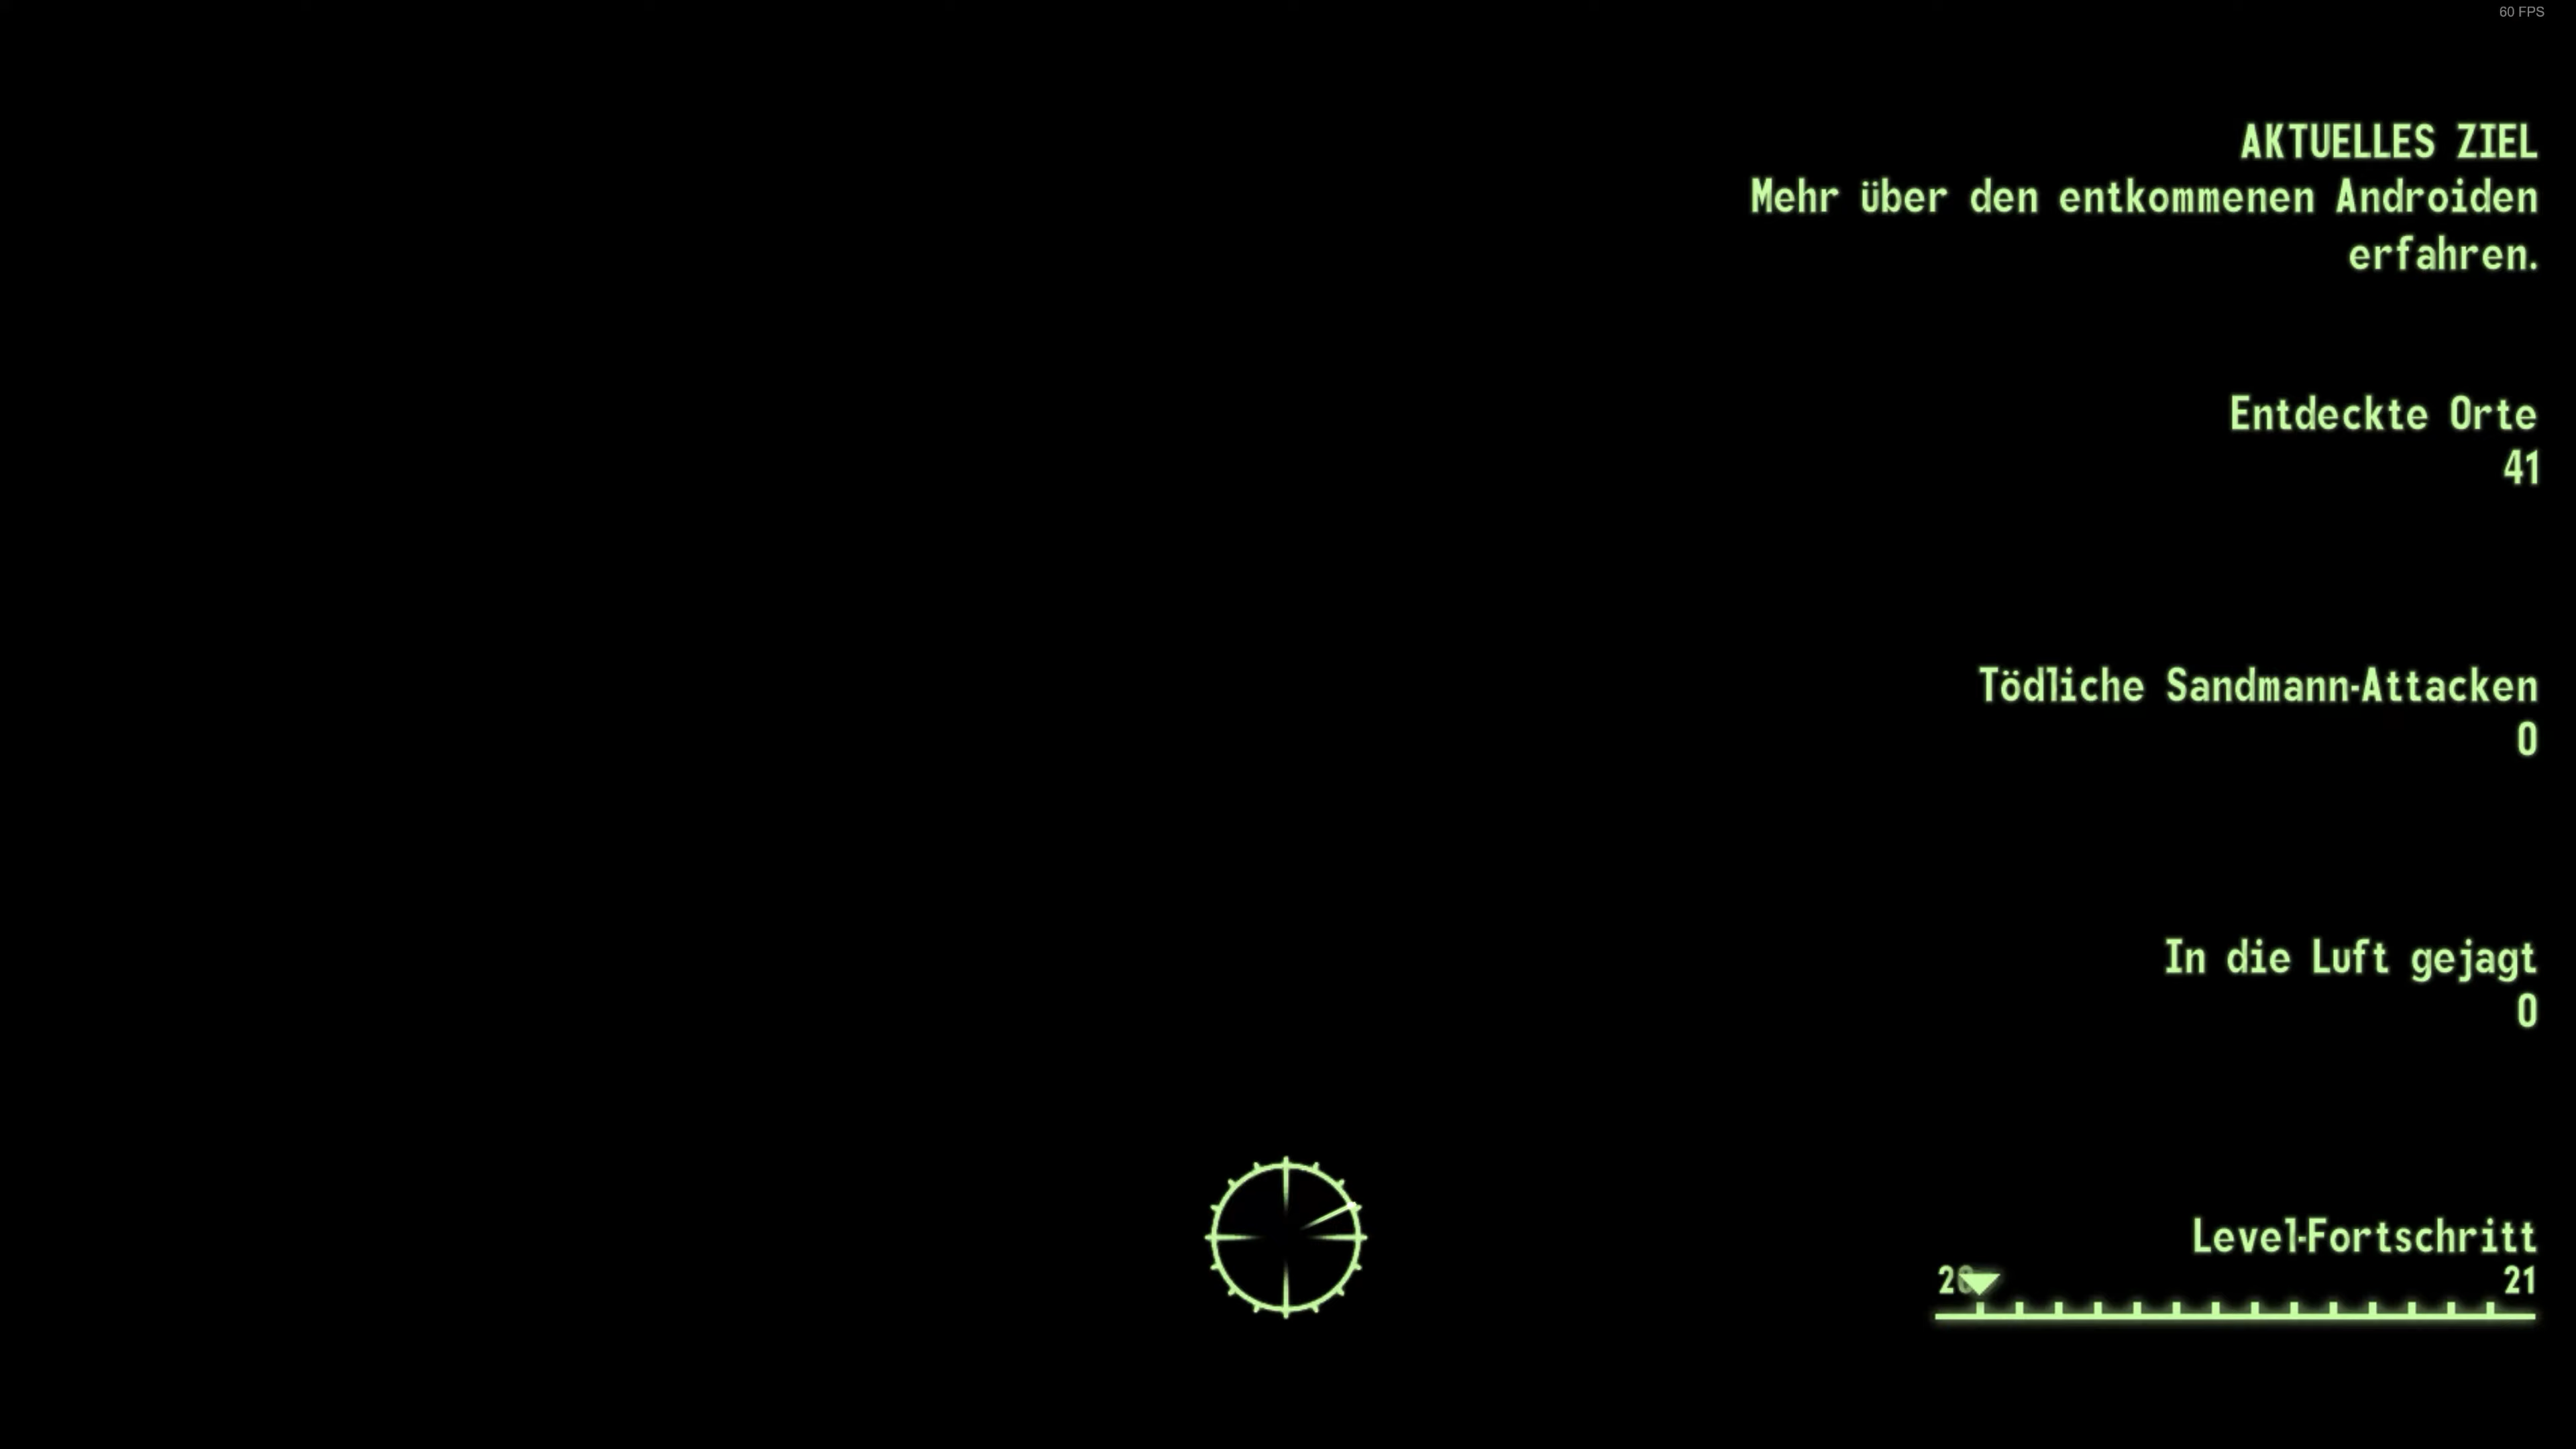 60 FPS
AKTUELLES ZIEL
Mehr über den entkommenen Androiden
erfahren.
Entdeckte Orte
41
Tödliche Sandmann-Attacken
0
In die Luft gejagt
0
Level-Fortschritt
20 21